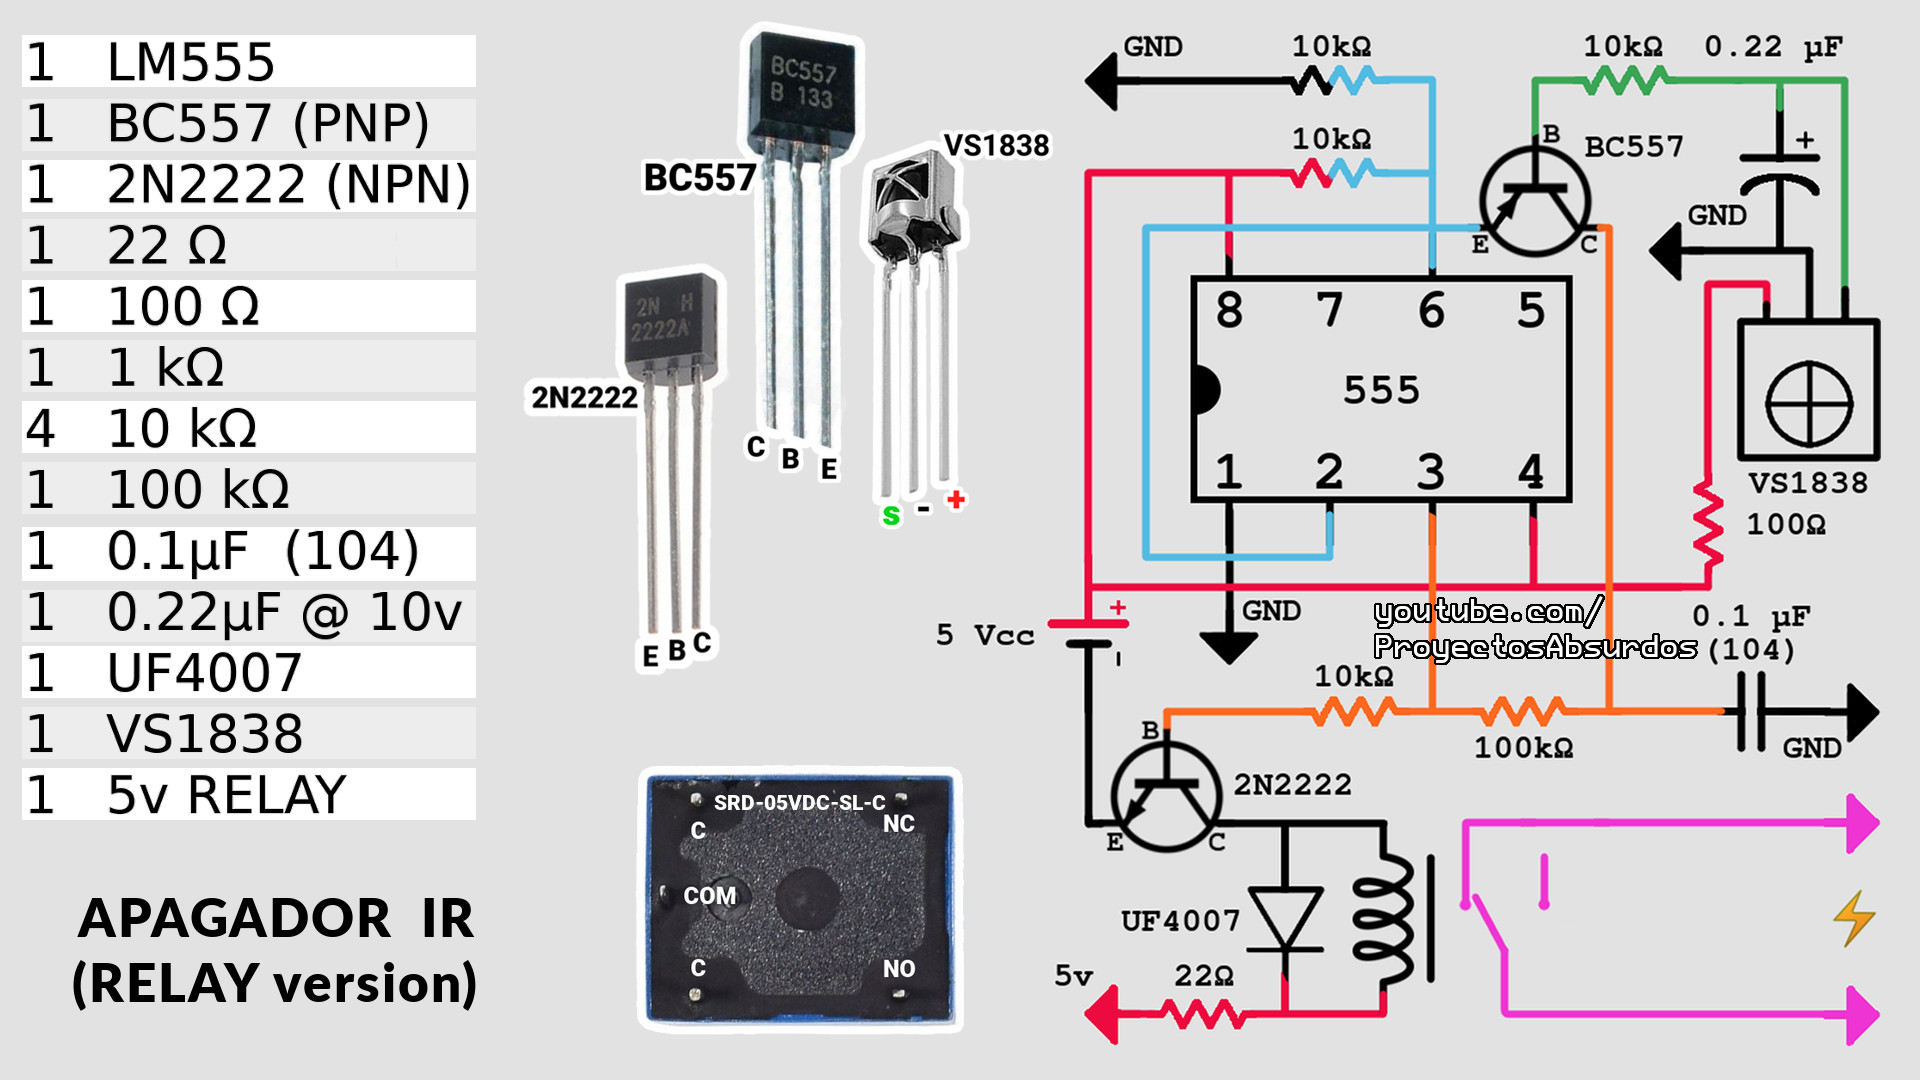 1 LM555
1 BC557 (PNP)
1 2N2222 (NPN)
1 22 Ω
1 100 Ω
1 1 kΩ
4 10 kΩ
1 100 kΩ
1 0.1µF (104)
1 0.22µF @ 10v
1 UF4007
1 VS1838
1 5v RELAY
APAGADOR IR
(RELAY version)
BC557
B 133
BC557
VS1838
2N H
2222A
2N2222
C B E
S - +
E B C
SRD-05VDC-SL-C
C NC
COM
C NO
GND
10kΩ
10kΩ
10kΩ
0.22 µF
B
BC557
+
E
C
GND
8 7 6 5
555
1 2 3 4
VS1838
100Ω
GND
+
5 Vcc
-
youtube.com/
ProyectosAbsurdos
0.1 µF
(104)
10kΩ
100kΩ
GND
B
2N2222
E
C
UF4007
22Ω
5v